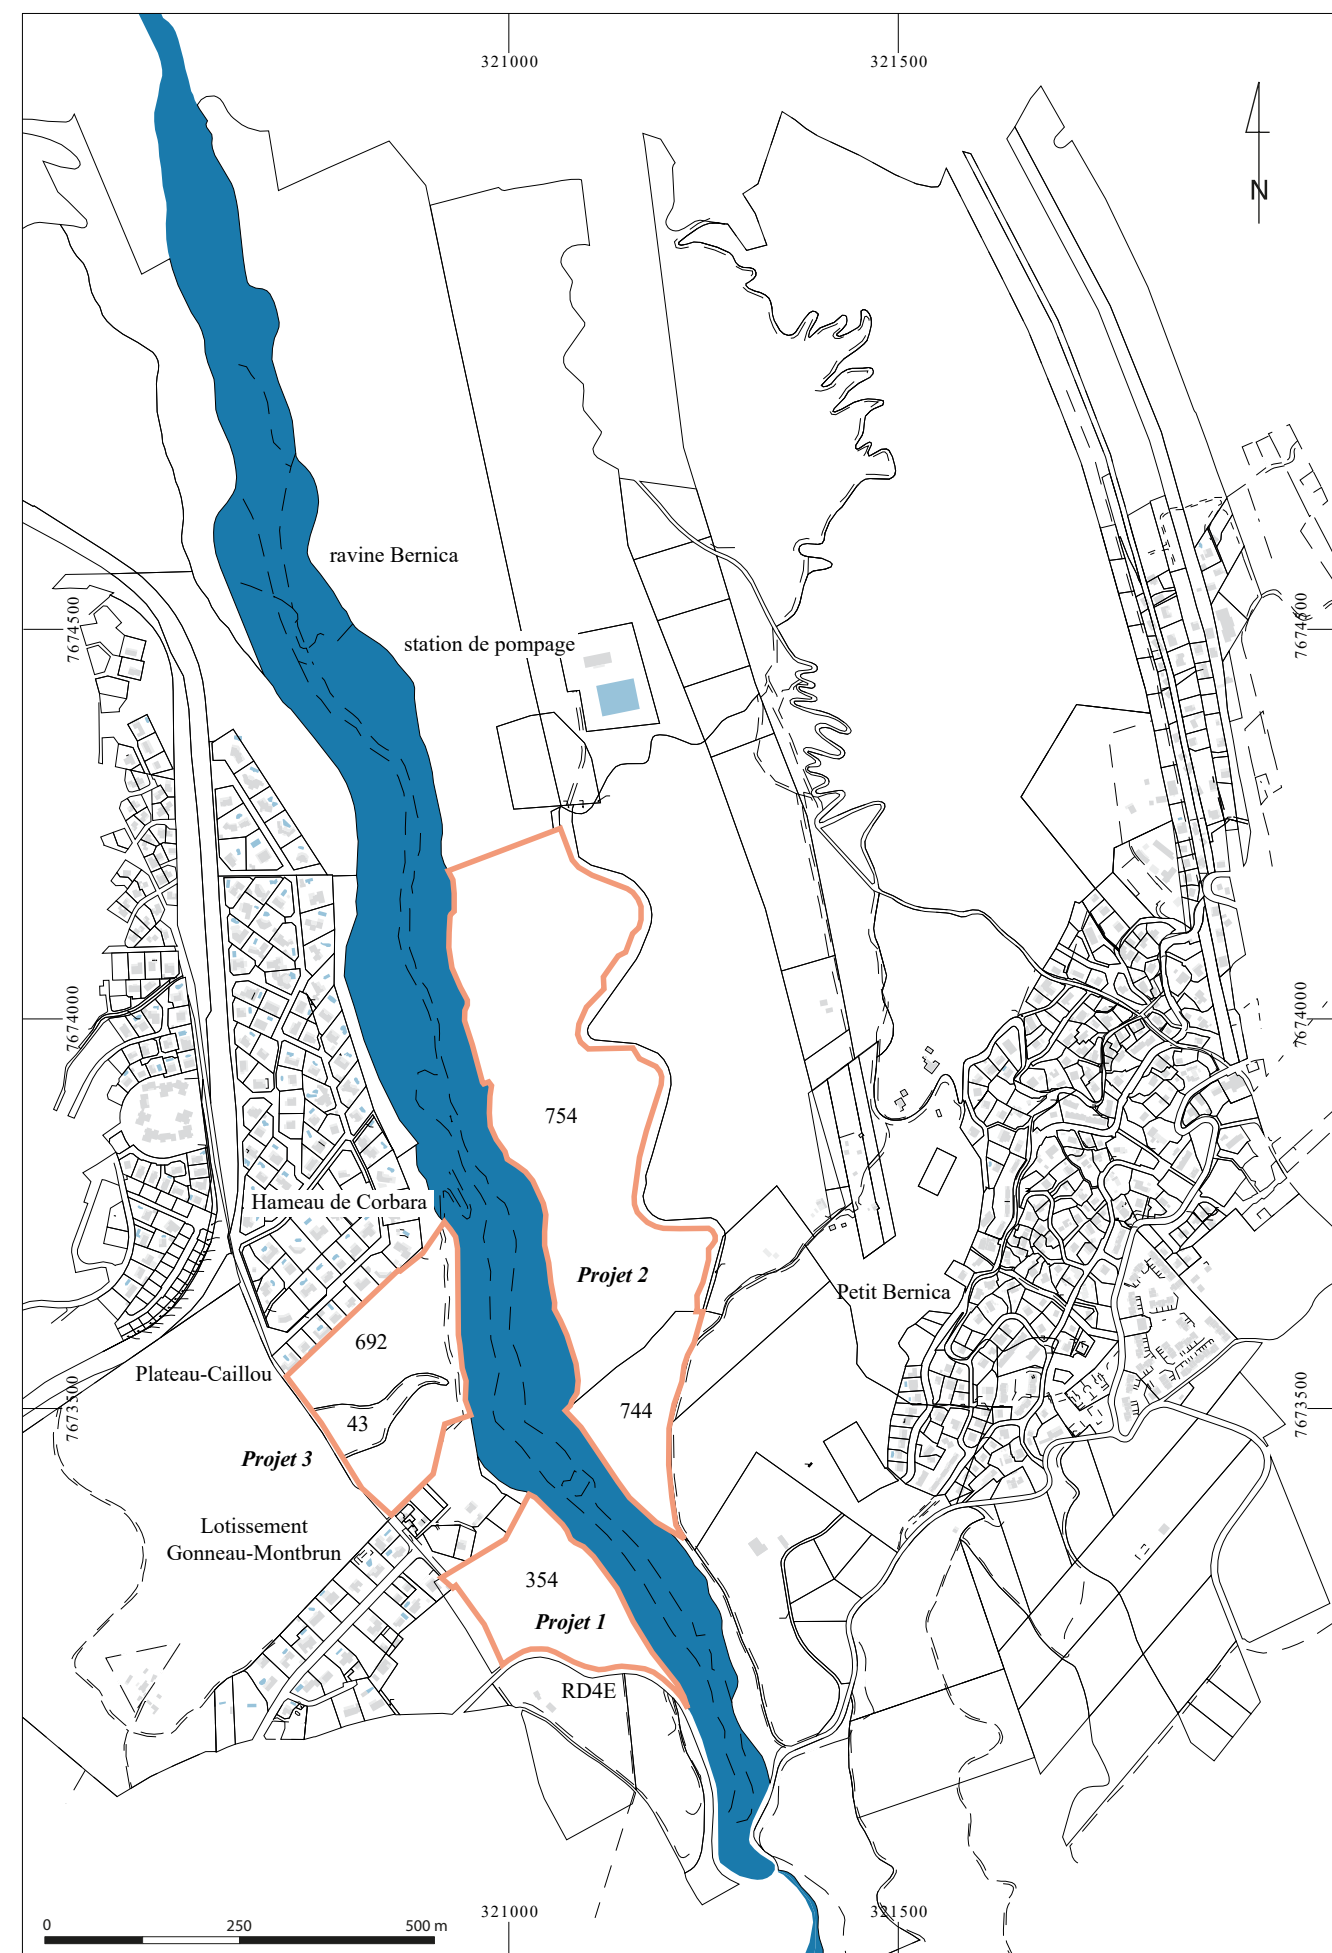 321000
321500
N
ravine Bernica
7674500
7674500
station de pompage
7674000
7674000
754
Hameau de Corbara
Projet 2
Petit Bernica
692
Plateau-Caillou
7673500
7673500
43
744
Projet 3
Lotissement
Gonneau-Montbrun
354
Projet 1
RD4E
321000
321500
0
250
500 m